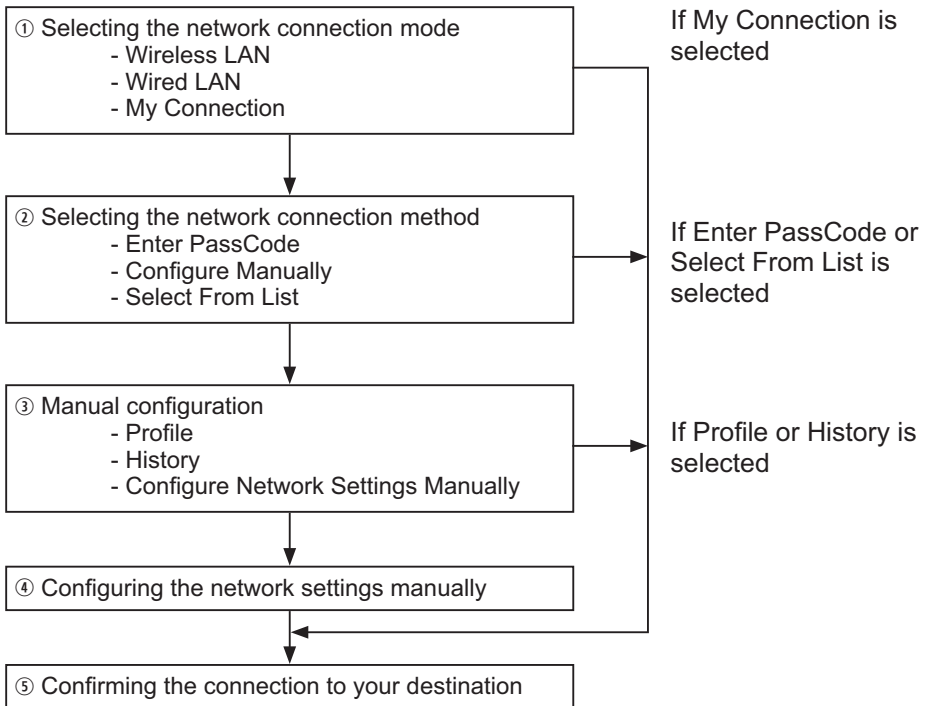 ① Selecting the network connection mode
- Wireless LAN
- Wired LAN
- My Connection
If My Connection is
selected
② Selecting the network connection method
- Enter PassCode
- Configure Manually
- Select From List
If Enter PassCode or
Select From List is
selected
③ Manual configuration
- Profile
- History
- Configure Network Settings Manually
If Profile or History is
selected
④ Configuring the network settings manually
⑤ Confirming the connection to your destination